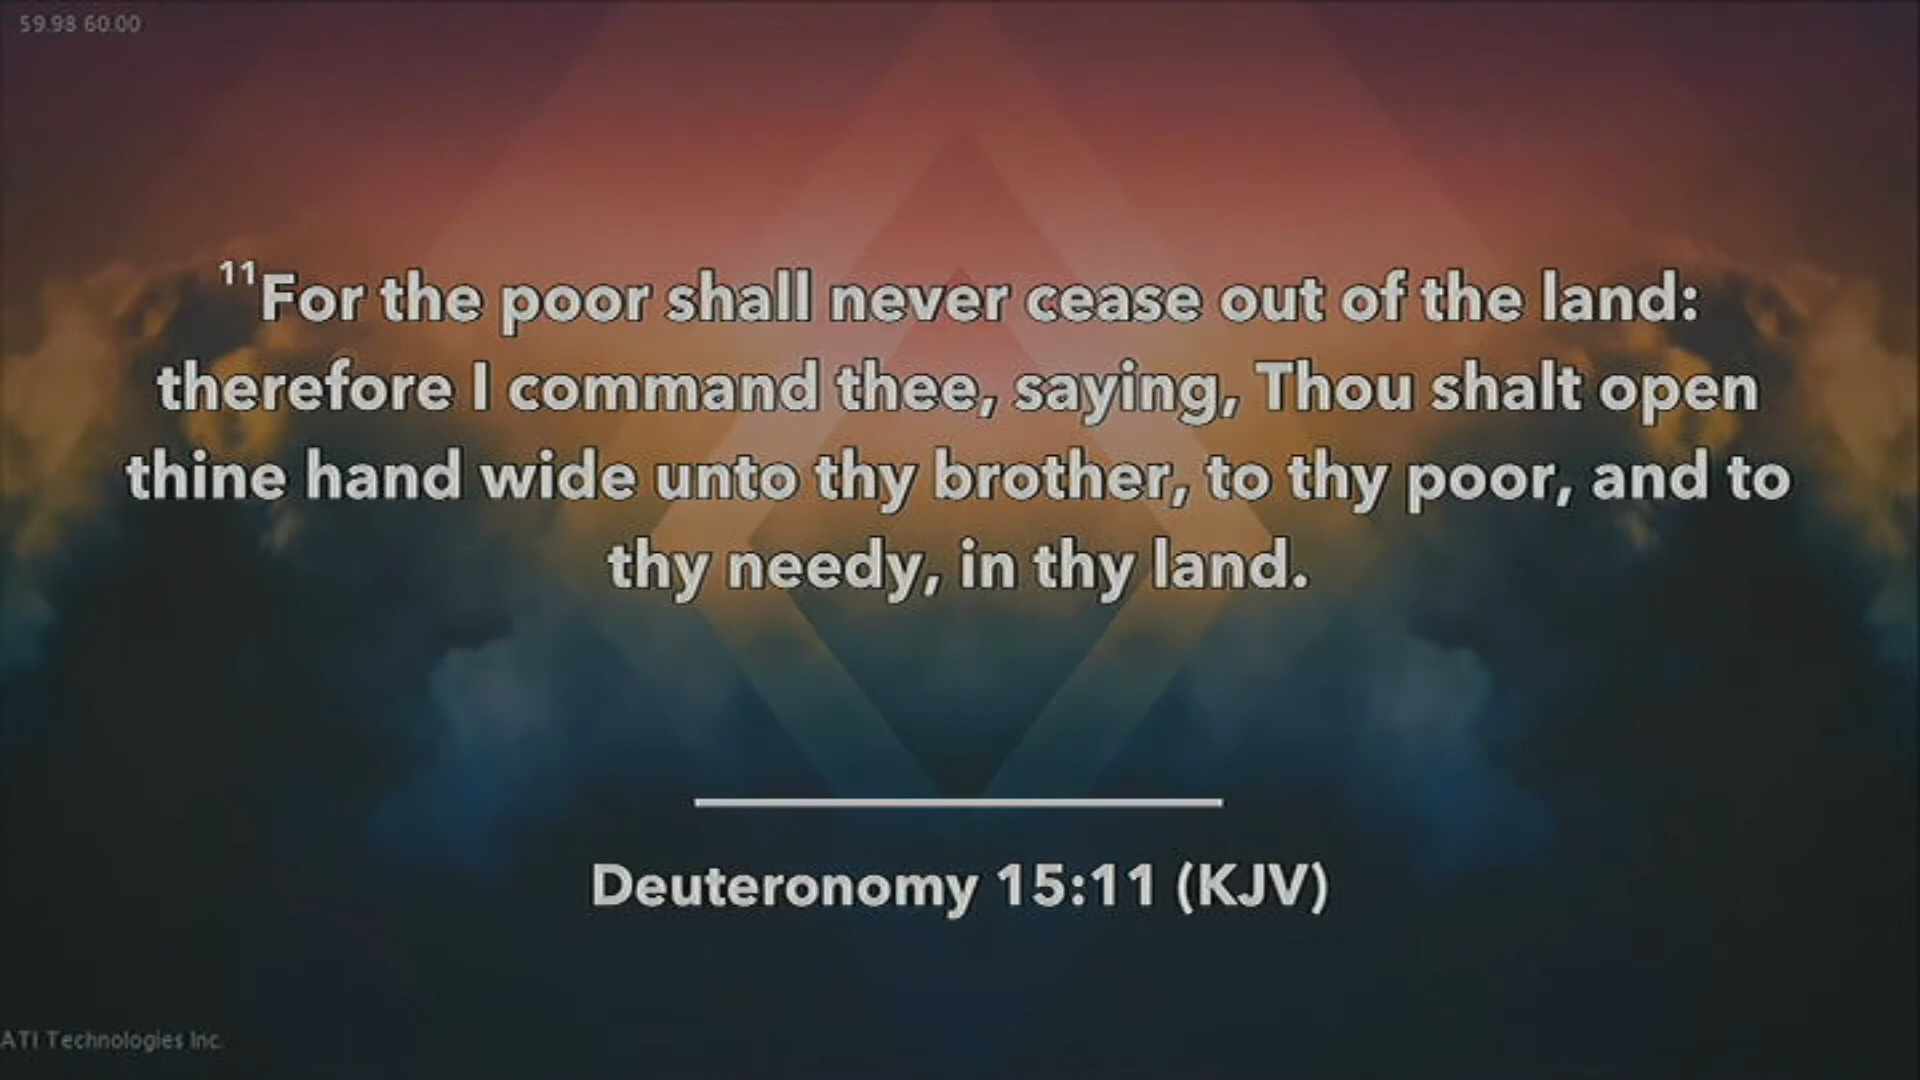 59.98 60.00
¹¹For the poor shall never cease out of the land:
therefore I command thee, saying, Thou shalt open
thine hand wide unto thy brother, to thy poor, and to
thy needy, in thy land.
Deuteronomy 15:11 (KJV)
ATI Technologies Inc.